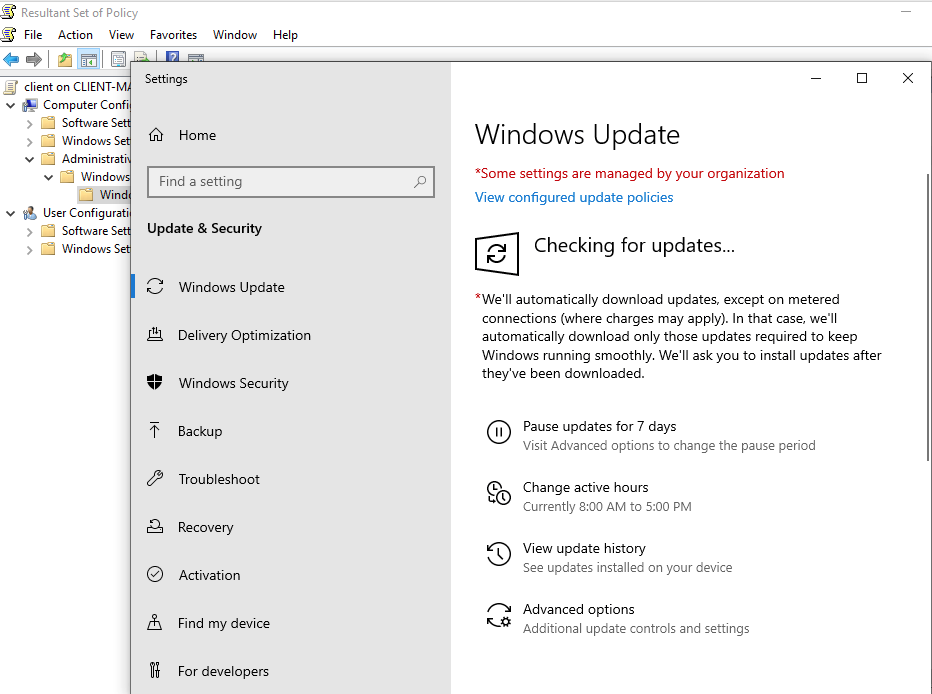 Resultant Set of Policy
File Action View Favorites Window Help
client on CLIENT-MA
Computer Confi
Software Sett
Windows Set
Administrativ
Windows
Windo
User Configurati
Software Sett
Windows Set
Settings
Home
Find a setting
Update & Security
Windows Update
Delivery Optimization
Windows Security
Backup
Troubleshoot
Recovery
Activation
Find my device
For developers
Windows Update
*Some settings are managed by your organization
View configured update policies
Checking for updates...
*We'll automatically download updates, except on metered
connections (where charges may apply). In that case, we'll
automatically download only those updates required to keep
Windows running smoothly. We'll ask you to install updates after
they've been downloaded.
Pause updates for 7 days
Visit Advanced options to change the pause period
Change active hours
Currently 8:00 AM to 5:00 PM
View update history
See updates installed on your device
Advanced options
Additional update controls and settings